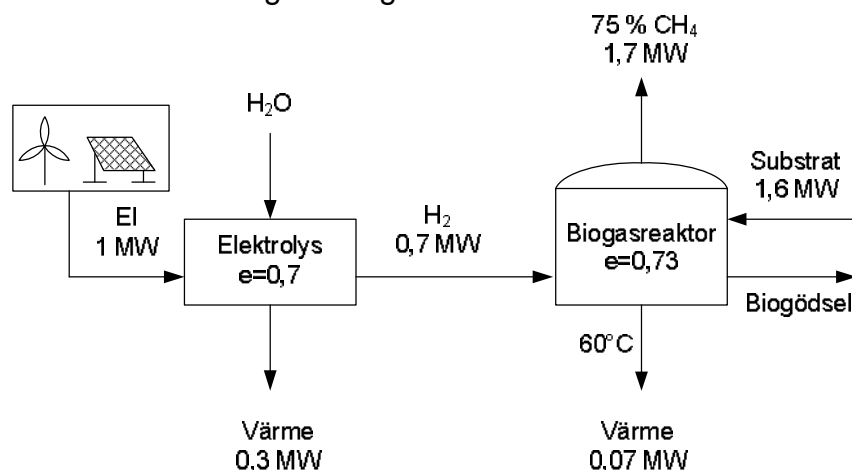 75 % CH₄
1,7 MW
H₂O
Substrat
1,6 MW
El
1 MW
Elektrolys
e=0,7
H₂
0,7 MW
Biogasreaktor
e=0,73
Biogödsel
60°C
Värme
0,3 MW
Värme
0,07 MW